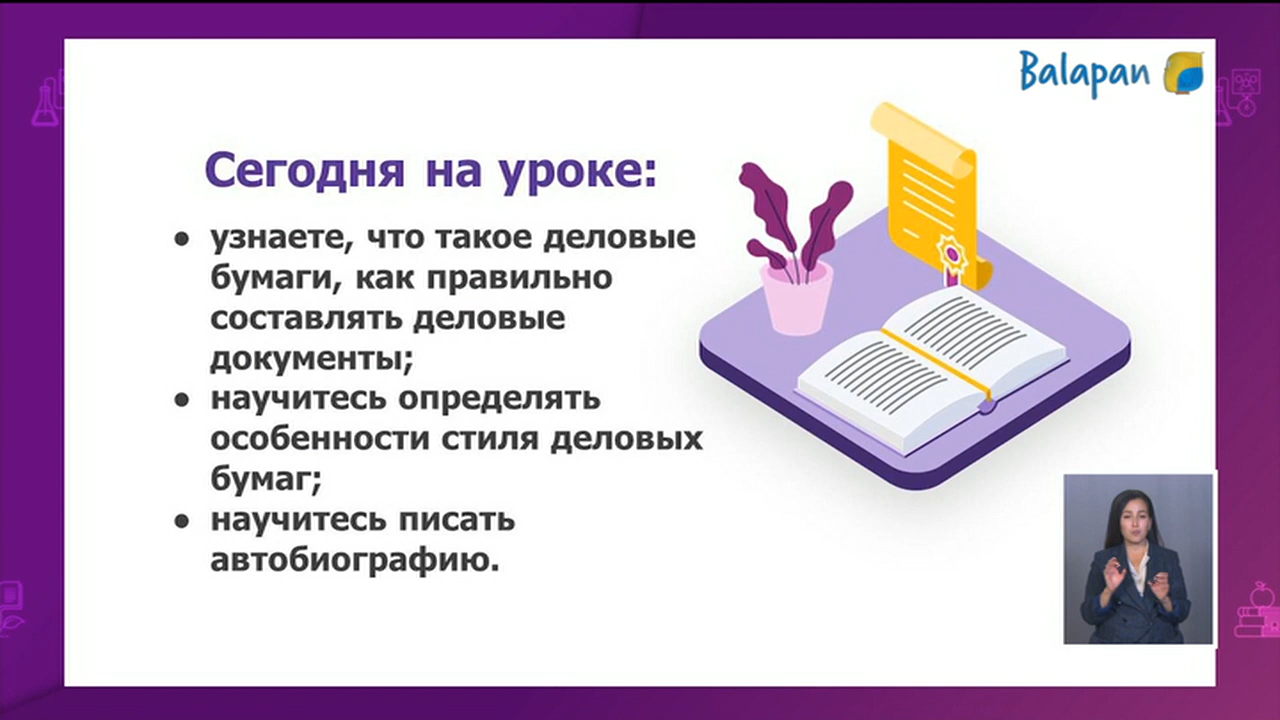 Balapan
Сегодня на уроке:
● узнаете, что такое деловые
бумаги, как правильно
составлять деловые
документы;
● научитесь определять
особенности стиля деловых
бумаг;
● научитесь писать
автобиографию.